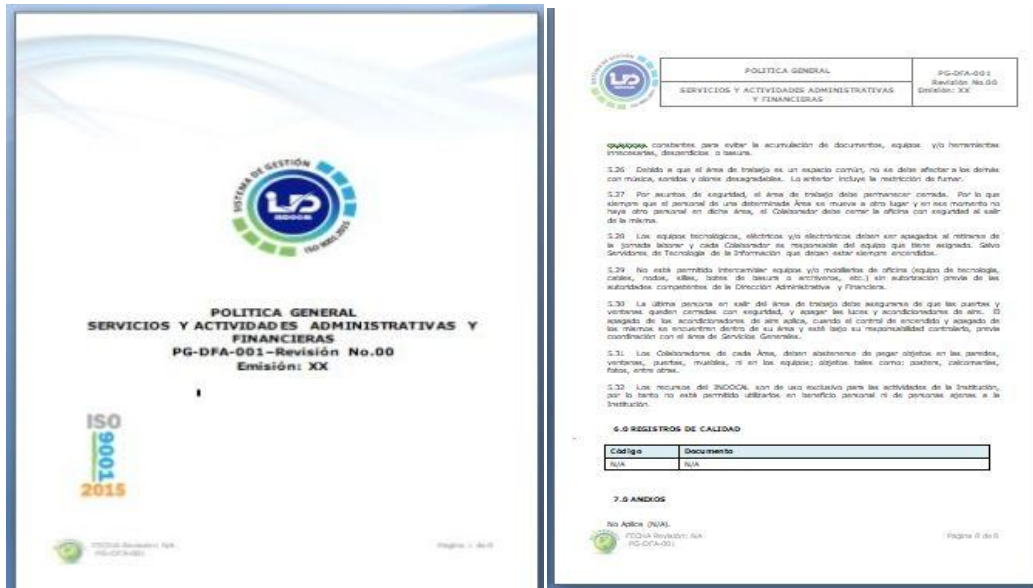 SISTEMA DE GESTIÓN
INDOCAL
ISO 9001:2015
POLITICA GENERAL
SERVICIOS Y ACTIVIDADES ADMINISTRATIVAS Y
FINANCIERAS
PG-DFA-001–Revisión No.00
Emisión: XX
ISO
9001
2015
FECHA Revisión: N/A
PG-DFA-001
POLITICA GENERAL
SERVICIOS Y ACTIVIDADES ADMINISTRATIVAS
Y FINANCIERAS
PG-DFA-001
Revisión No.00
Emisión: XX
constantes para evitar la acumulación de documentos, equipos y/o herramientas
innecesarias, desperdicios o basura.
5.26 Debido a que el área de trabajo es un espacio común, no se debe afectar a los demás
con música, sonidos y olores desagradables. Lo anterior incluye la restricción de fumar.
5.27 Por asuntos de seguridad, el área de trabajo debe permanecer cerrada. Por lo que
siempre que el personal de una determinada Área se mueva a otro lugar y en ese momento no
haya otro personal en dicha área, el Colaborador debe cerrar la oficina con seguridad al salir
de la misma.
5.28 Los equipos tecnológicos, eléctricos y/o electrónicos deben ser apagados al retirarse de
la jornada laborar y cada Colaborador es responsable del equipo que tiene asignado. Salvo
Servidores de Tecnología de la Información que deban estar siempre encendidos.
5.29 No está permitido intercambiar equipos y/o mobiliarios de oficina (equipo de tecnología,
cables, nodos, sillas, botes de basura o archiveros, etc.) sin autorización previa de las
autoridades competentes de la Dirección Administrativa y Financiera.
5.30 La última persona en salir del área de trabajo debe asegurarse de que las puertas y
ventanas queden cerradas con seguridad, y apagar las luces y acondicionadores de aire. El
apagado de los acondicionadores de aire aplica, cuando el control de encendido y apagado de
los mismos se encuentren dentro de su área y esté bajo su responsabilidad controlarlo, previa
coordinación con el área de Servicios Generales.
5.31 Los Colaboradores de cada Área, deben abstenerse de pegar objetos en las paredes,
ventanas, puertas, muebles, ni en los equipos; objetos tales como: posters, calcomanías,
fotos, entre otras.
5.32 Los recursos del INDOCAL son de uso exclusivo para las actividades de la Institución,
por lo tanto no está permitido utilizarlos en beneficio personal ni de personas ajenas a la
Institución.
6.0 REGISTROS DE CALIDAD
Código Documento
N/A N/A
7.0 ANEXOS
No Aplica (N/A).
FECHA Revisión: N/A
PG-DFA-001